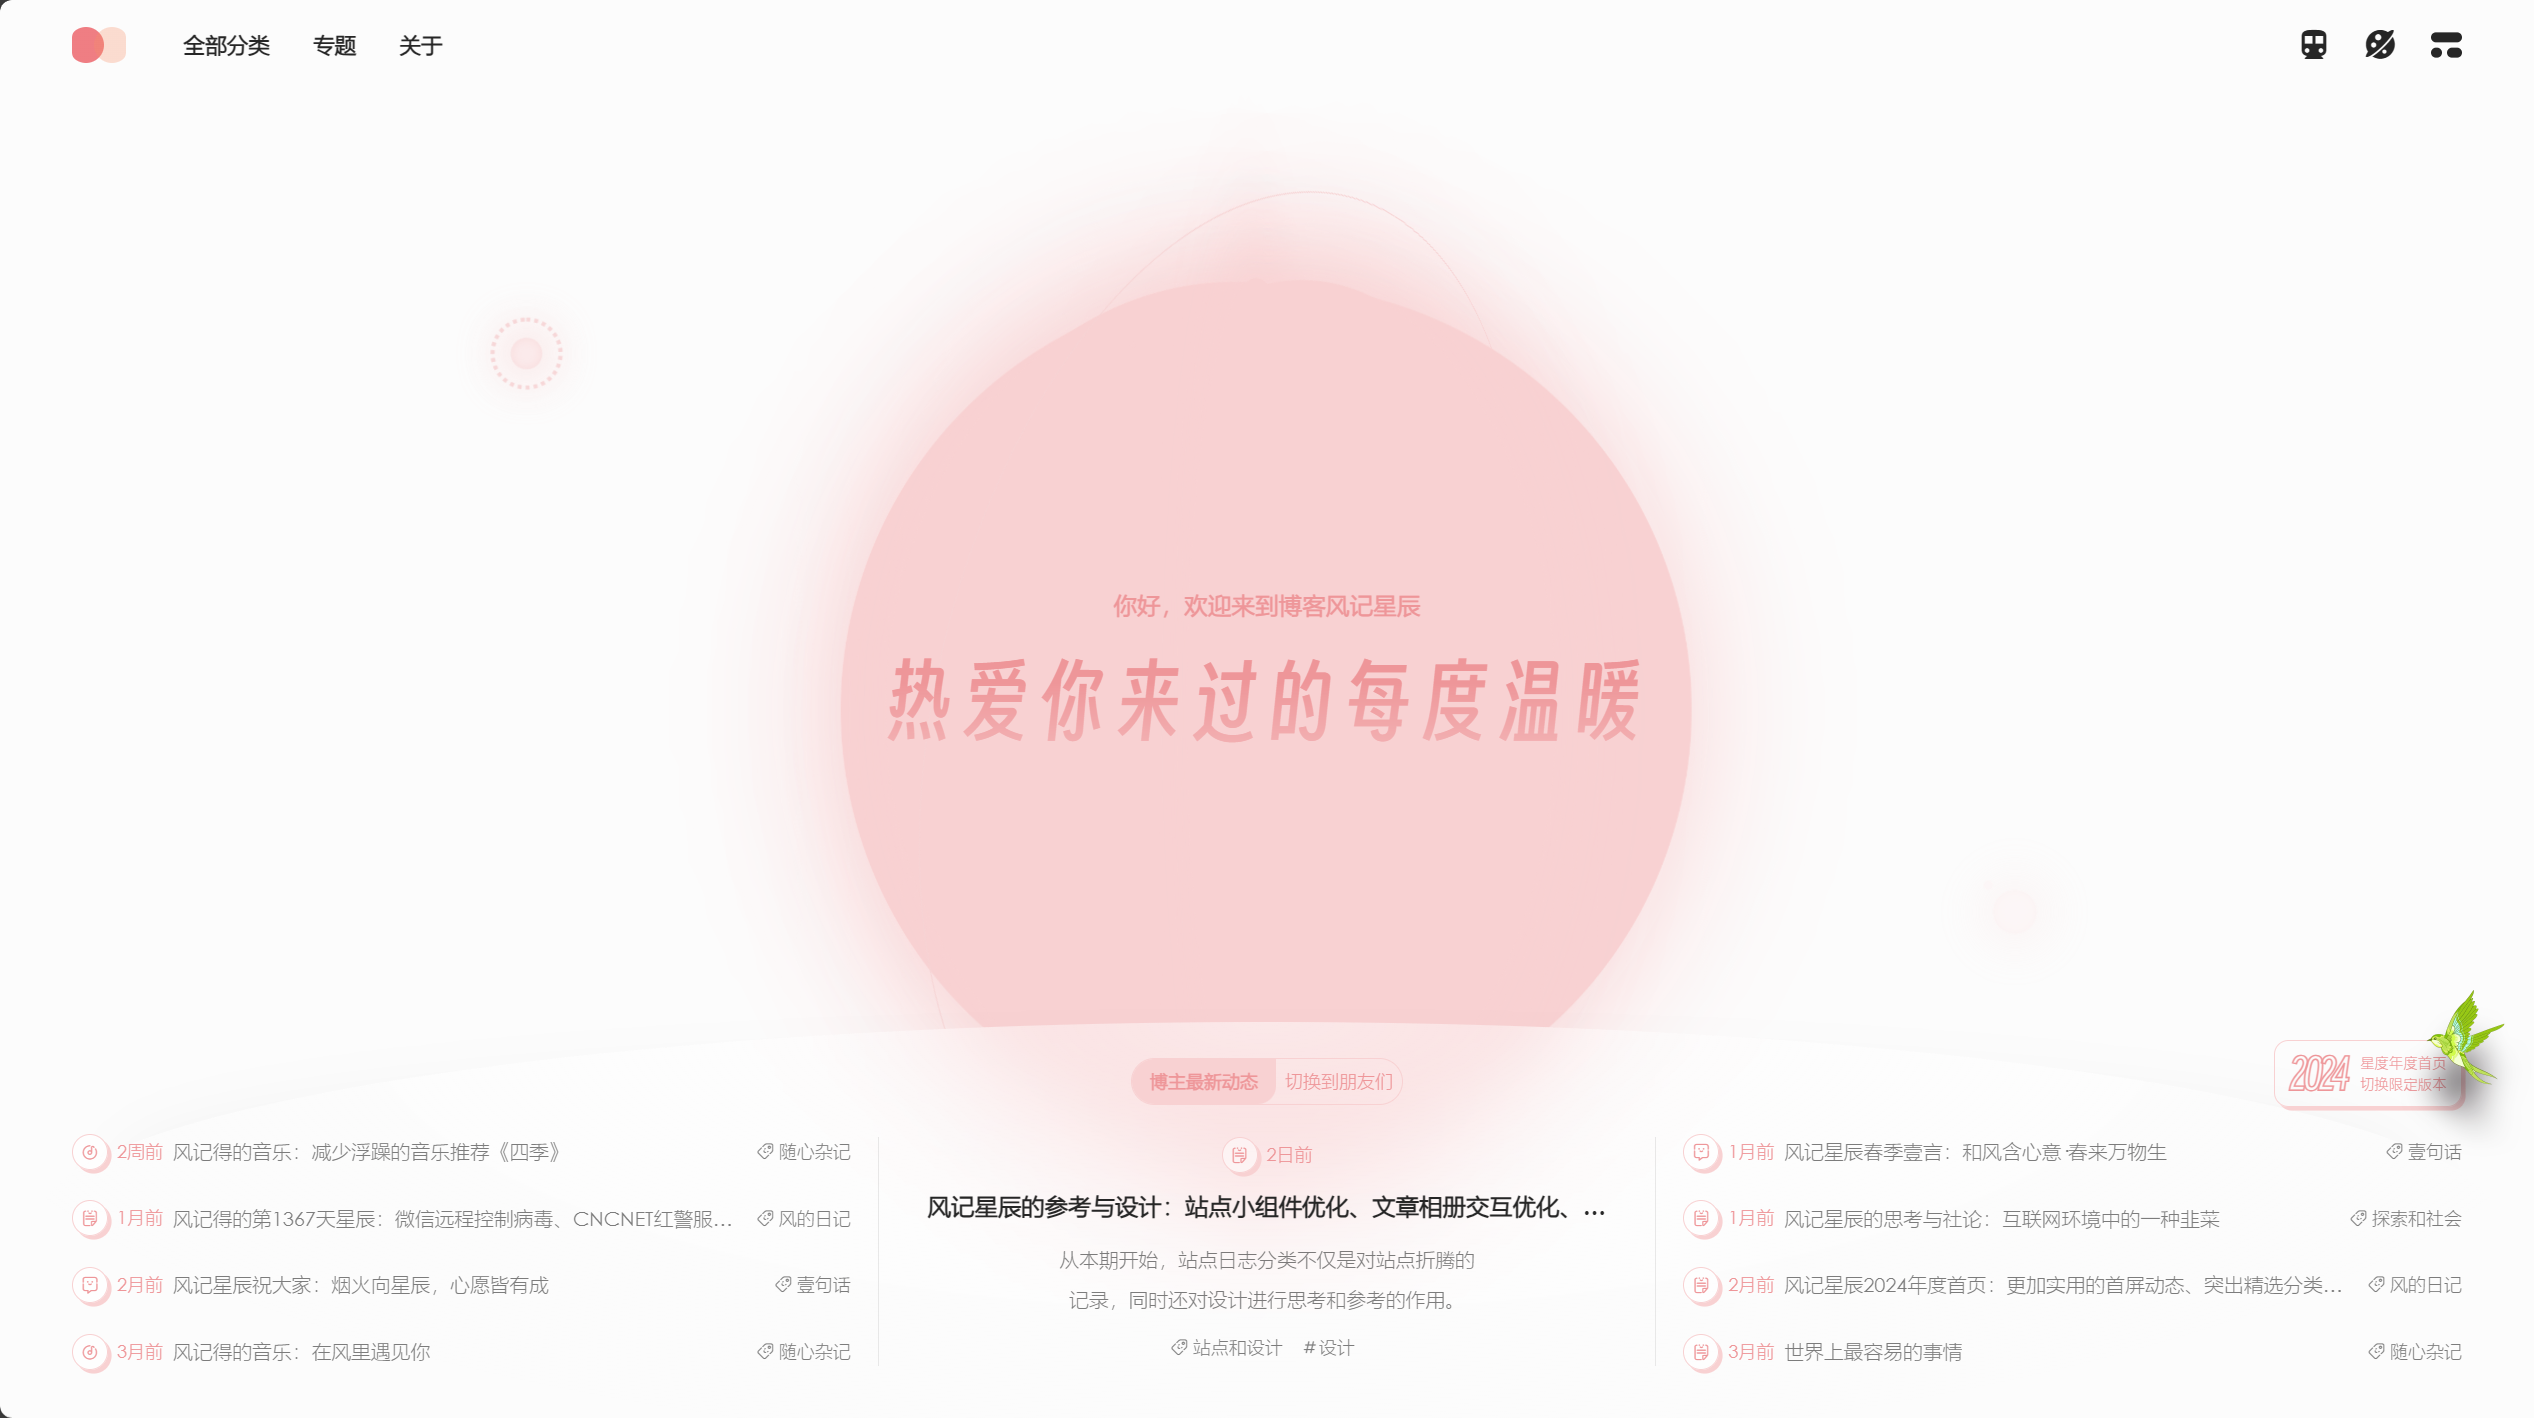 全部分类 专题 关于
你好，欢迎来到博客风记星辰
热爱你来过的每度温暖
博主最新动态 切换到朋友们
2024 星度年度首页
切换限定版本
2周前 风记得的音乐：减少浮躁的音乐推荐《四季》 随心杂记
1月前 风记得的第1367天星辰：微信远程控制病毒、CNCNET红警服... 风的日记
2月前 风记星辰祝大家：烟火向星辰，心愿皆有成 壹句话
3月前 风记得的音乐：在风里遇见你 随心杂记
2日前
风记星辰的参考与设计：站点小组件优化、文章相册交互优化、...
从本期开始，站点日志分类不仅是对站点折腾的
记录，同时还对设计进行思考和参考的作用。
站点和设计 # 设计
1月前 风记星辰春季壹言：和风含心意·春来万物生 壹句话
1月前 风记星辰的思考与社论：互联网环境中的一种韭菜 探索和社会
2月前 风记星辰2024年度首页：更加实用的首屏动态、突出精选分类... 风的日记
3月前 世界上最容易的事情 随心杂记